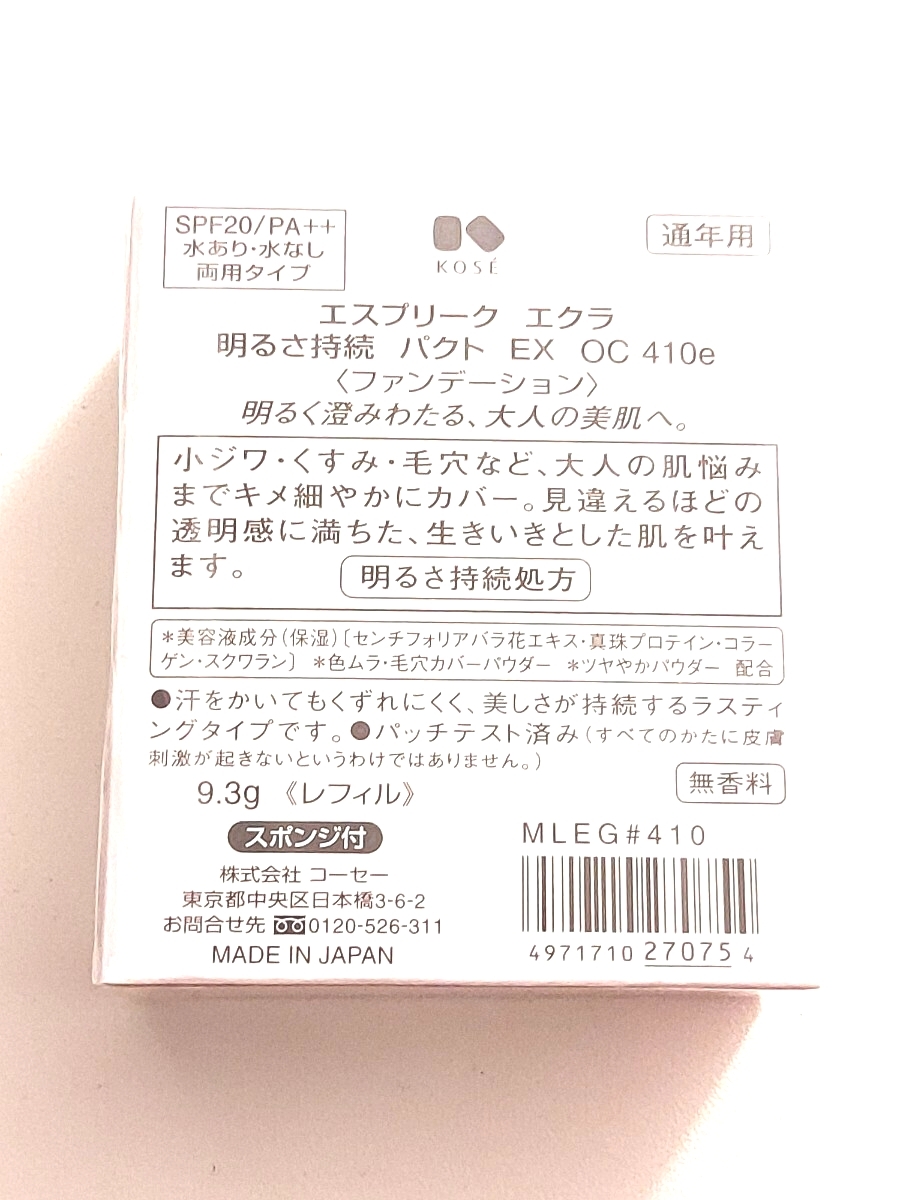 SPF20/PA++
水あり・水なし
両用タイプ
KOSÉ
通年用
エスプリーク エクラ
明るさ持続 パクト EX OC 410e
〈ファンデーション〉
明るく澄みわたる、大人の美肌へ。
小ジワ・くすみ・毛穴など、大人の肌悩み
までキメ細やかにカバー。見違えるほどの
透明感に満ちた、生きいきとした肌を叶え
ます。
明るさ持続処方
*美容液成分(保湿)〔センチフォリアバラ花エキス・真珠プロテイン・コラー
ゲン・スクワラン〕 *色ムラ・毛穴カバーパウダー *ツヤやかパウダー 配合
●汗をかいてもくずれにくく、美しさが持続するラスティ
ングタイプです。●パッチテスト済み(すべてのかたに皮膚
刺激が起きないというわけではありません。)
無香料
9.3g 《レフィル》
スポンジ付
株式会社 コーセー
東京都中央区日本橋3-6-2
お問合せ先 0120-526-311
MADE IN JAPAN
MLEG#410
4971710 27075 4